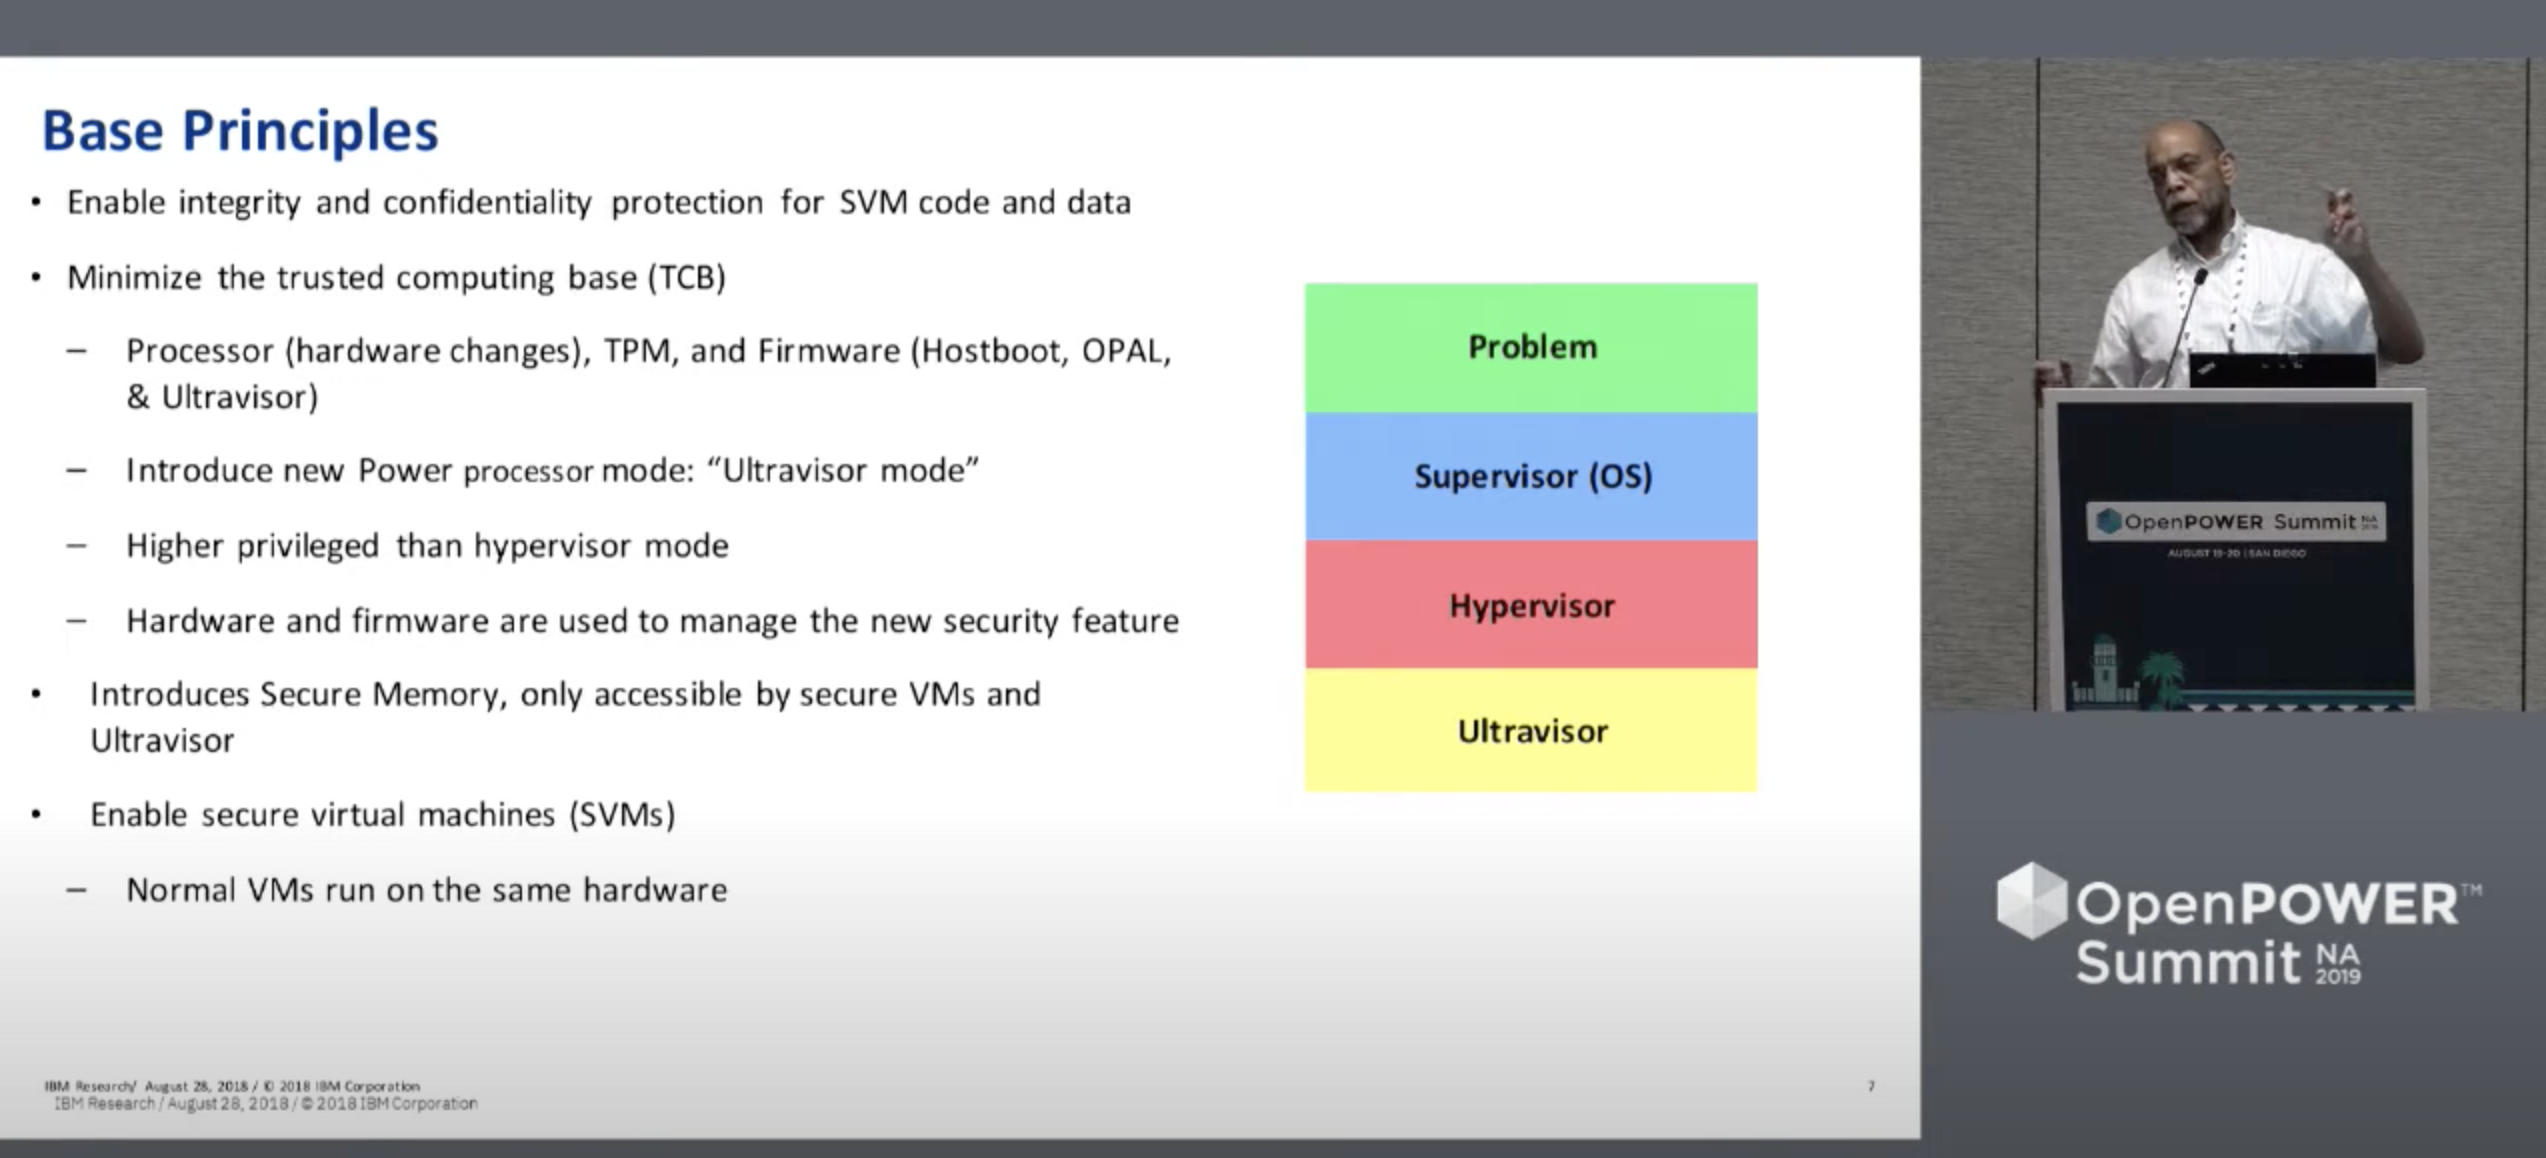 Base Principles
• Enable integrity and confidentiality protection for SVM code and data
• Minimize the trusted computing base (TCB)
– Processor (hardware changes), TPM, and Firmware (Hostboot, OPAL,
& Ultravisor)
– Introduce new Power processor mode: “Ultravisor mode”
– Higher privileged than hypervisor mode
– Hardware and firmware are used to manage the new security feature
• Introduces Secure Memory, only accessible by secure VMs and
Ultravisor
• Enable secure virtual machines (SVMs)
– Normal VMs run on the same hardware
Problem
Supervisor (OS)
Hypervisor
Ultravisor
IBM Research/ August 28, 2018 / © 2018 IBM Corporation
IBM Research / August 28, 2018 / © 2018 IBM Corporation
7
OpenPOWER Summit NA
AUGUST 19-20 | SAN DIEGO
OpenPOWER™
Summit NA
2019